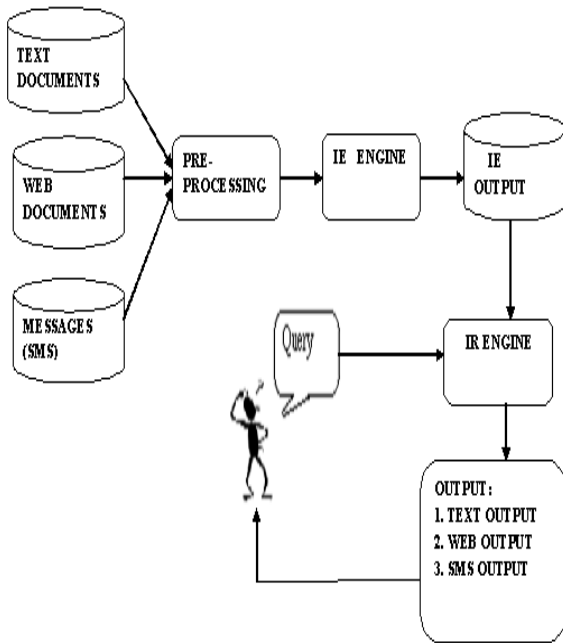 TEXT
DOCUMENTS
WEB
DOCUMENTS
MESSAGES
(SMS)
PRE-
PROCESSING
IE ENGINE
IE
OUTPUT
Query
IR ENGINE
OUTPUT:
1. TEXT OUTPUT
2. WEB OUTPUT
3. SMS OUTPUT